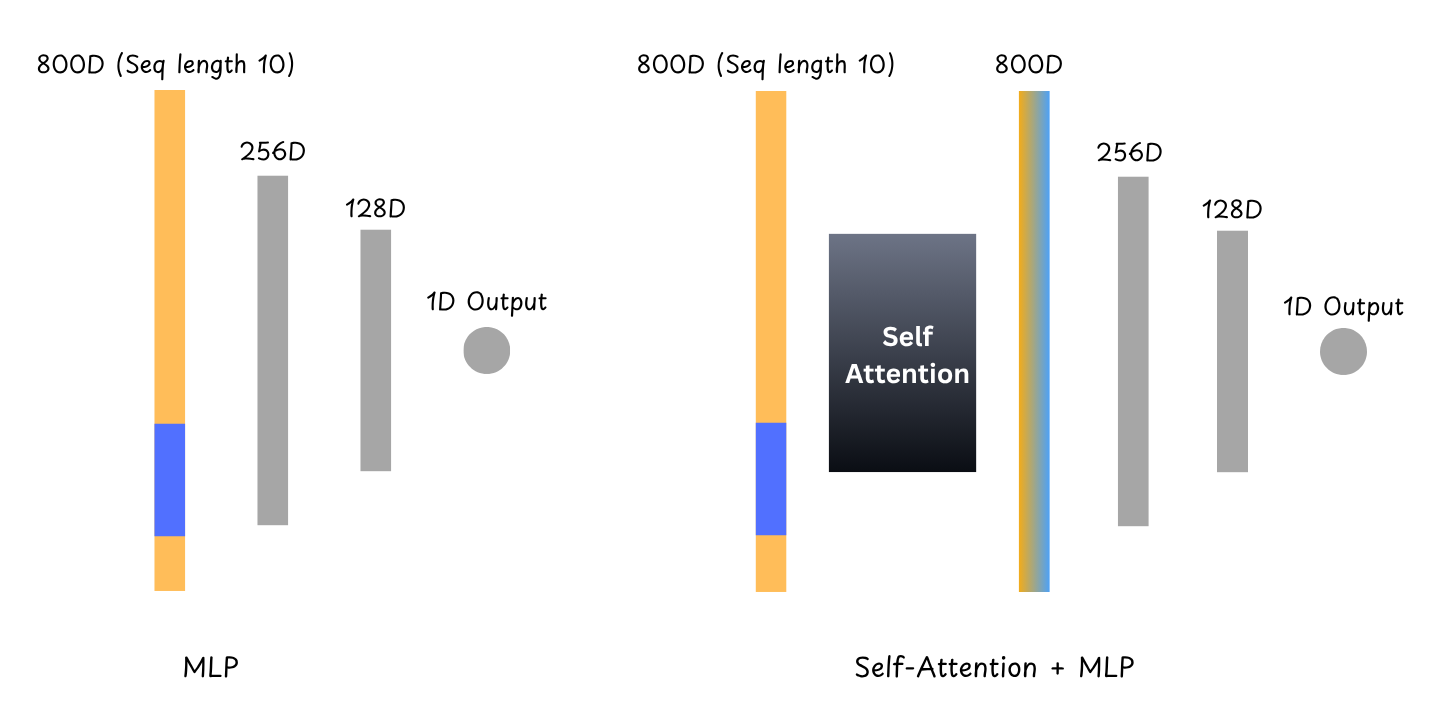 800D (Seq length 10)
256D
128D
1D Output
MLP
800D (Seq length 10)
Self
Attention
800D
256D
128D
1D Output
Self-Attention + MLP